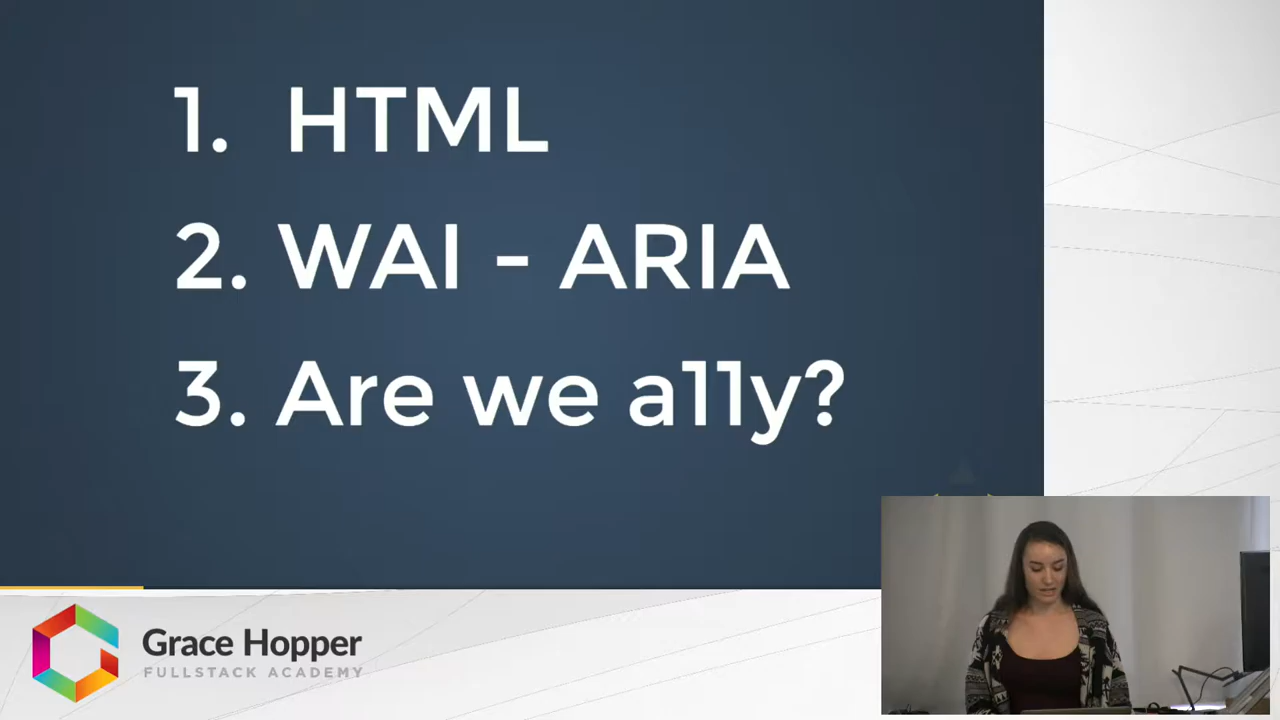 1. HTML
2. WAI - ARIA
3. Are we a11y?
Grace Hopper
FULLSTACK ACADEMY